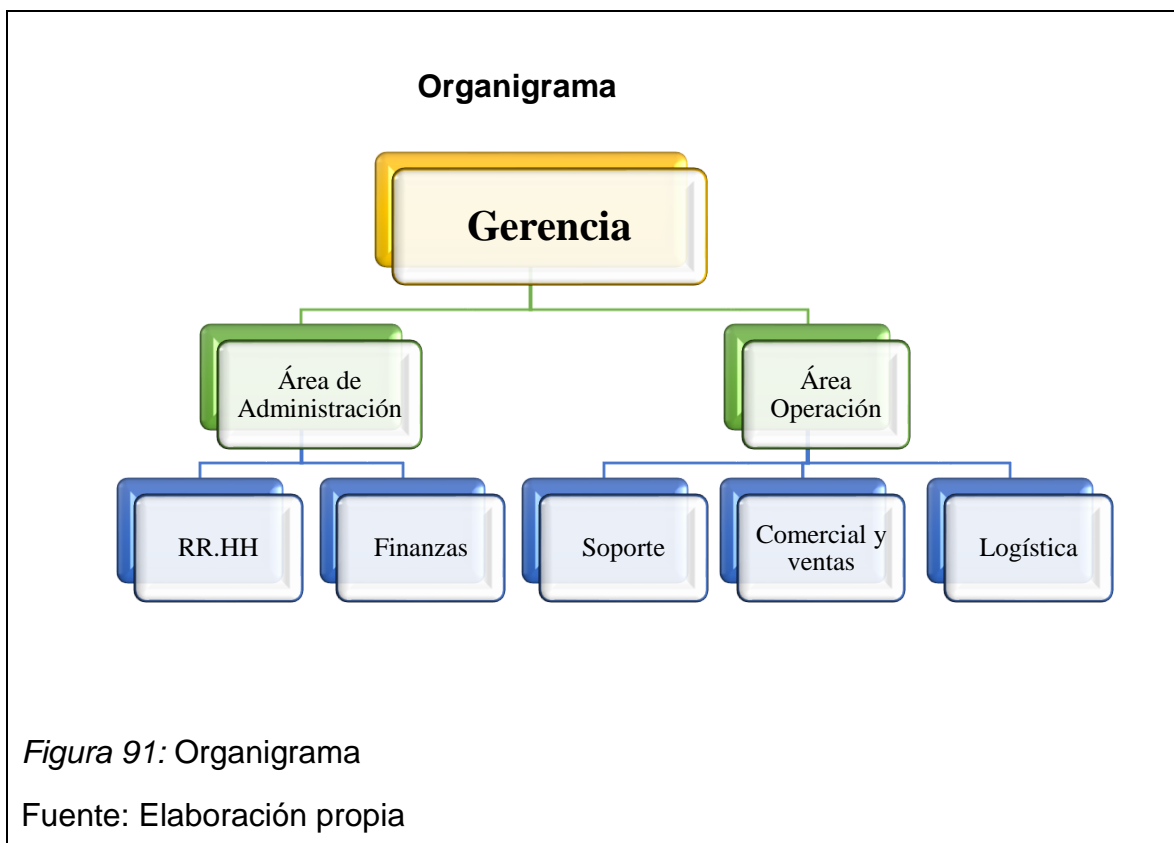 Organigrama
Gerencia
Área de
Administración
Área
Operación
RR.HH
Finanzas
Soporte
Comercial y
ventas
Logística
Figura 91: Organigrama
Fuente: Elaboración propia